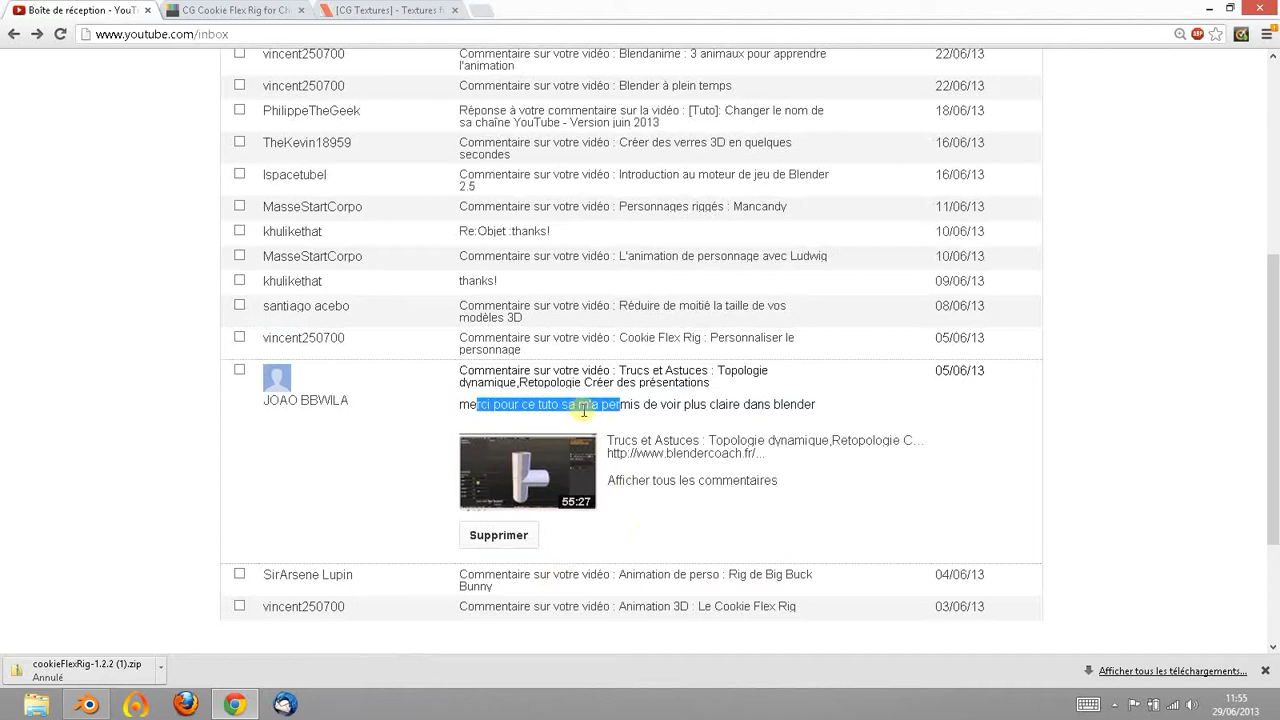 Boîte de réception - YouT
CG Cookie Flex Rig for Ch
[CG Textures] - Textures f
www.youtube.com/inbox
vincent250700 Commentaire sur votre vidéo : Blendanime : 3 animaux pour apprendre 22/06/13
l'animation
vincent250700 Commentaire sur votre vidéo : Blender à plein temps 22/06/13
PhilippeTheGeek Réponse à votre commentaire sur la vidéo : [Tuto]: Changer le nom de 18/06/13
sa chaîne YouTube - Version juin 2013
TheKevin18959 Commentaire sur votre vidéo : Créer des verres 3D en quelques 16/06/13
secondes
lspacetubel Commentaire sur votre vidéo : Introduction au moteur de jeu de Blender 16/06/13
2.5
MasseStartCorpo Commentaire sur votre vidéo : Personnages riggés : Mancandy 11/06/13
khulikethat Re:Objet :thanks! 10/06/13
MasseStartCorpo Commentaire sur votre vidéo : L'animation de personnage avec Ludwig 10/06/13
khulikethat thanks! 09/06/13
santiago acebo Commentaire sur votre vidéo : Réduire de moitié la taille de vos 08/06/13
modèles 3D
vincent250700 Commentaire sur votre vidéo : Cookie Flex Rig : Personnaliser le 05/06/13
personnage
Commentaire sur votre vidéo : Trucs et Astuces : Topologie 05/06/13
dynamique,Retopologie Créer des présentations
JOAO BBWILA
merci pour ce tuto sa m'a permis de voir plus claire dans blender
Trucs et Astuces : Topologie dynamique,Retopologie C...
http://www.blendercoach.fr/...
Afficher tous les commentaires
55:27
Supprimer
SirArsene Lupin Commentaire sur votre vidéo : Animation de perso : Rig de Big Buck 04/06/13
Bunny
vincent250700 Commentaire sur votre vidéo : Animation 3D : Le Cookie Flex Rig 03/06/13
cookieFlexRig-1.2.2 (1).zip
Annulé
Afficher tous les téléchargements...
11:55
29/06/2013